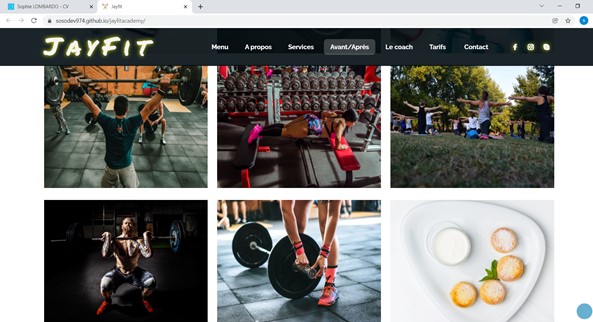 Sophie LOMBARDO - CV
Jayfit
sosodev974.github.io/jayfitacademy/
JAYFIT
Menu
A propos
Services
Avant/Après
Le coach
Tarifs
Contact